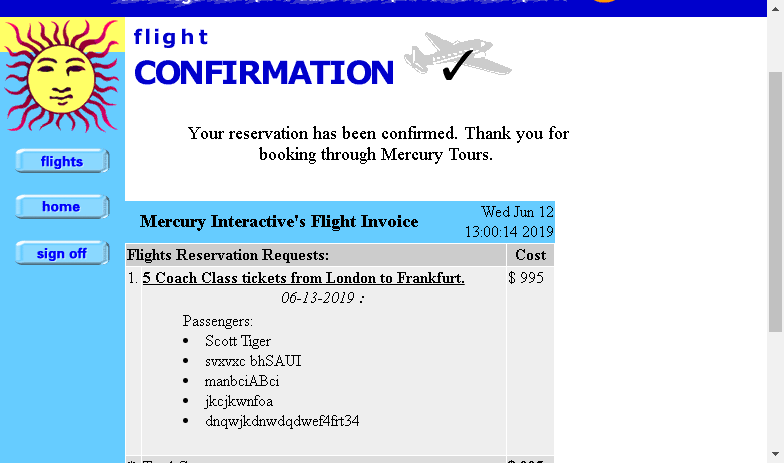 flight
CONFIRMATION
Your reservation has been confirmed. Thank you for
booking through Mercury Tours.
flights
home
sign off
Mercury Interactive's Flight Invoice
Wed Jun 12
13:00:14 2019
Flights Reservation Requests: Cost
1. 5 Coach Class tickets from London to Frankfurt. $ 995
06-13-2019 :
Passengers:
• Scott Tiger
• svxvxc bhSAUI
• manbciABci
• jkcjkwnfoa
• dnqwjkdnwdqdwef4frt34